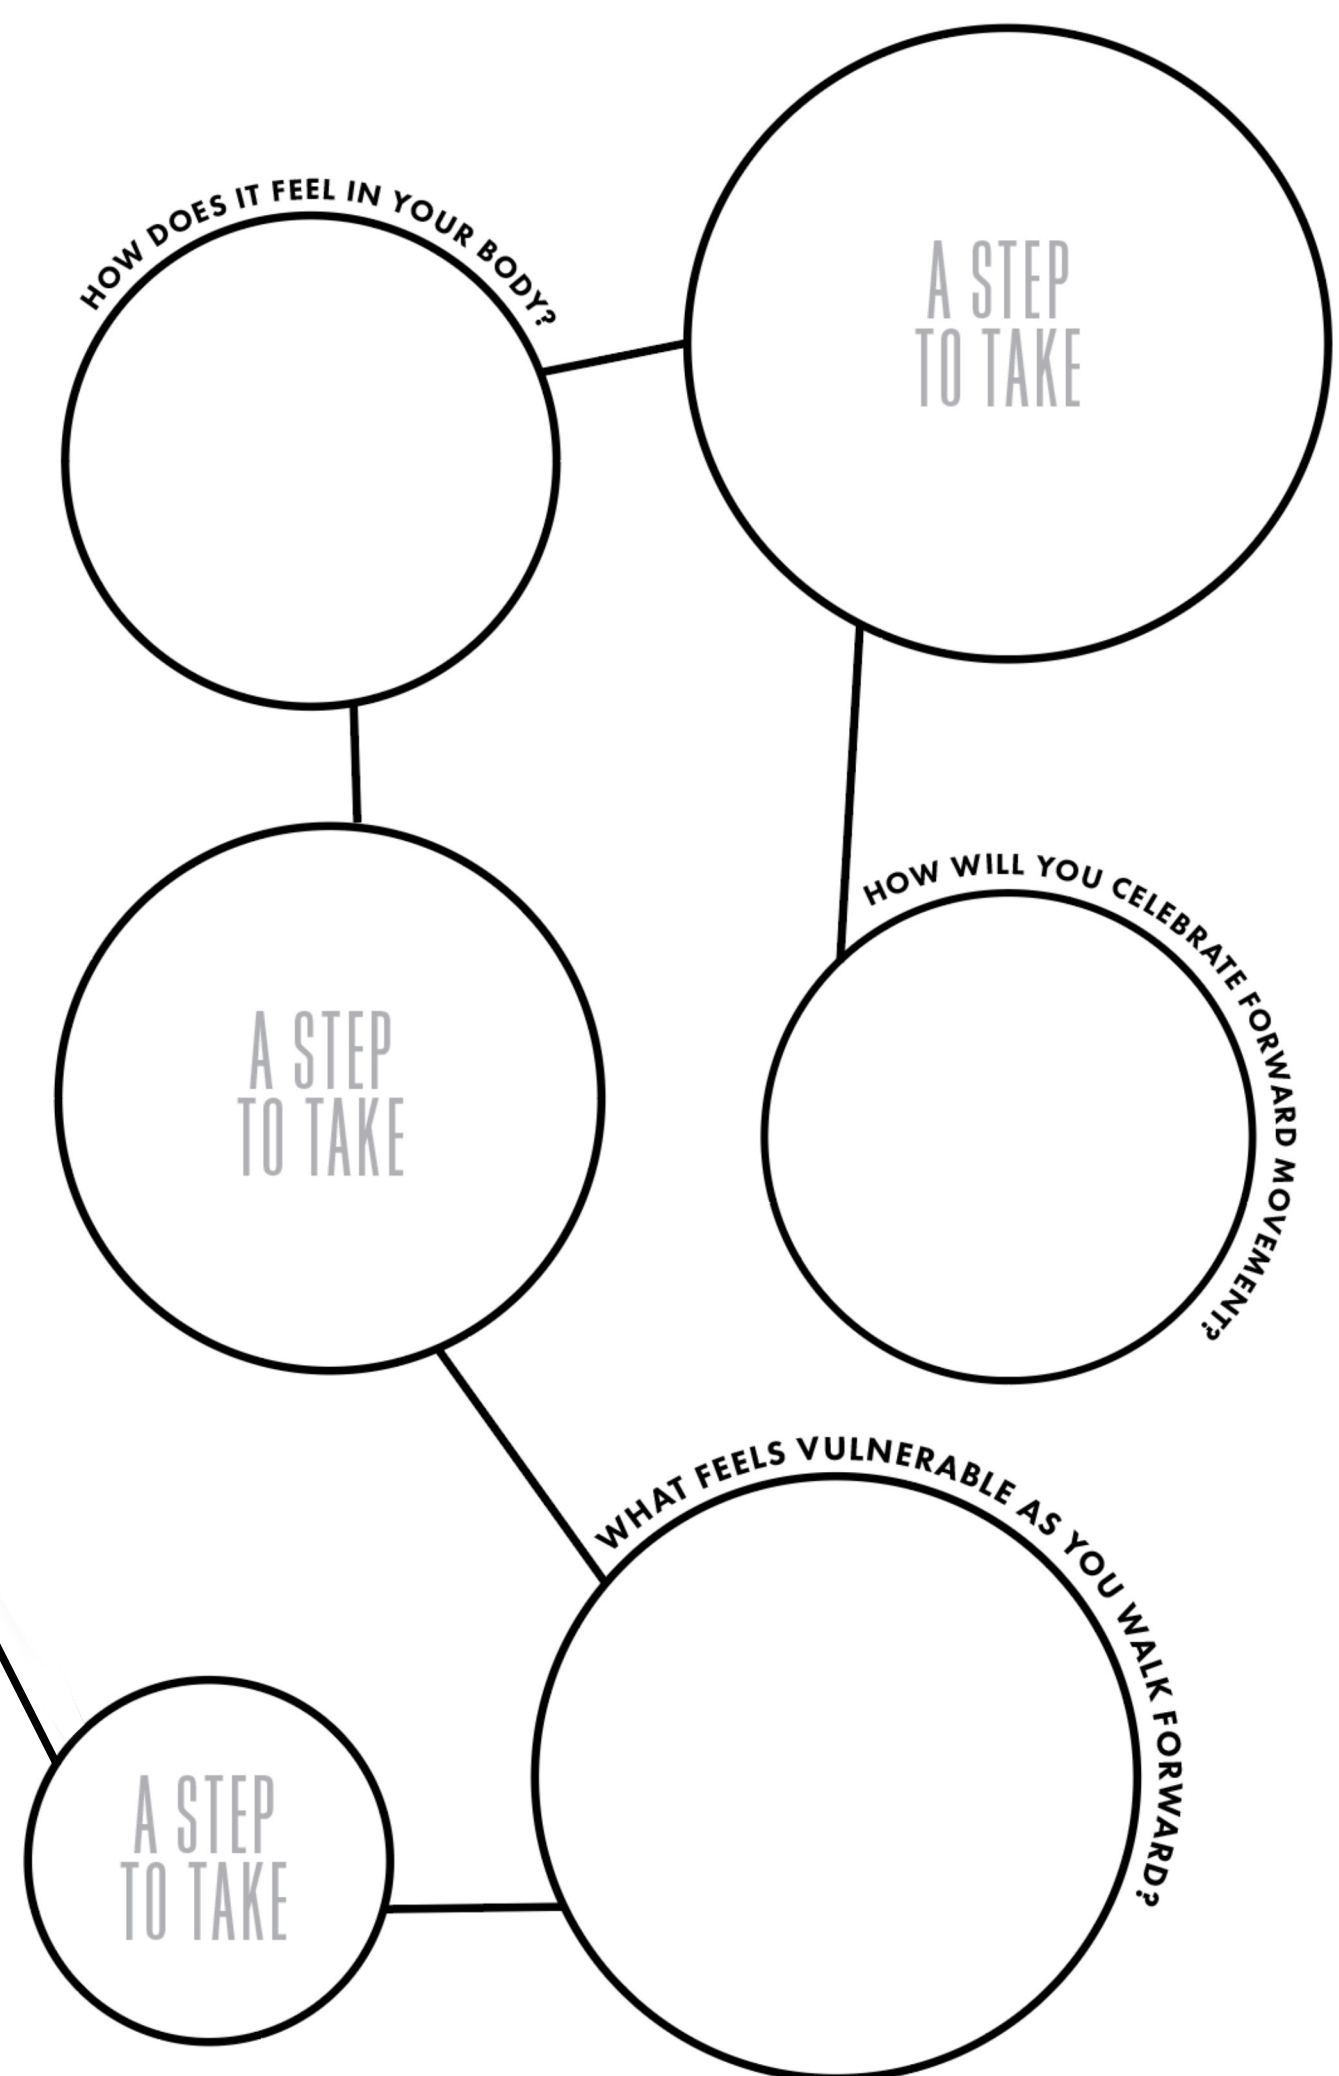 HOW DOES IT FEEL IN YOUR BODY?
A STEP
TO TAKE
A STEP
TO TAKE
HOW WILL YOU CELEBRATE FORWARD MOVEMENT?
WHAT FEELS VULNERABLE AS YOU WALK FORWARD?
A STEP
TO TAKE